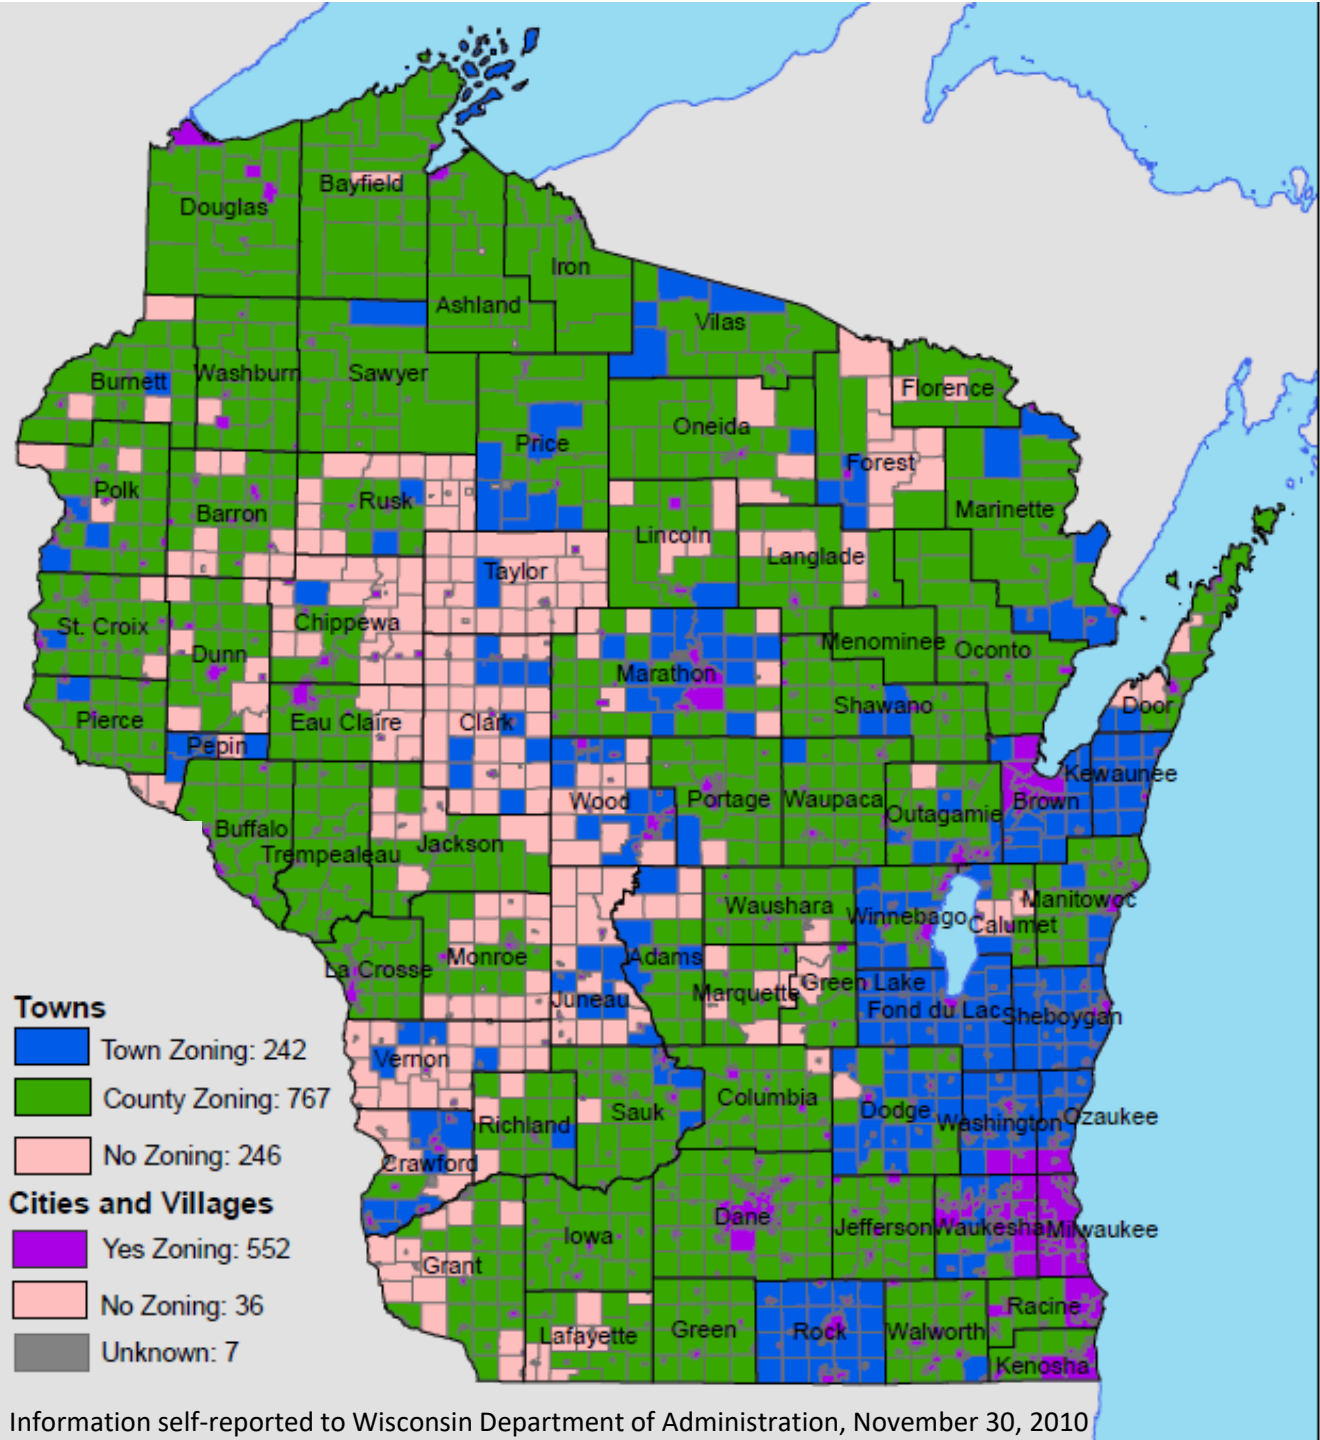 Bayfield
Douglas
Iron
Ashland
Vilas
Burnett
Washburn
Sawyer
Florence
Oneida
Price
Forest
Polk
Rusk
Barron
Marinette
Lincoln
Langlade
Taylor
Chippewa
St. Croix
Menominee
Oconto
Dunn
Marathon
Shawano
Door
Pierce
Eau Claire
Clark
Pepin
Kewaunee
Wood
Portage
Waupaca
Brown
Outagamie
Buffalo
Jackson
Trempealeau
Waushara
Manitowoc
Winnebago
Calumet
Monroe
Adams
La Crosse
Marquette
Green Lake
Juneau
Fond du Lac
Sheboygan
Vernon
Columbia
Sauk
Dodge
Washington
Ozaukee
Richland
Crawford
Dane
Jefferson
Waukesha
Milwaukee
Iowa
Grant
Racine
Lafayette
Green
Rock
Walworth
Kenosha
Towns
Town Zoning: 242
County Zoning: 767
No Zoning: 246
Cities and Villages
Yes Zoning: 552
No Zoning: 36
Unknown: 7
Information self-reported to Wisconsin Department of Administration, November 30, 2010